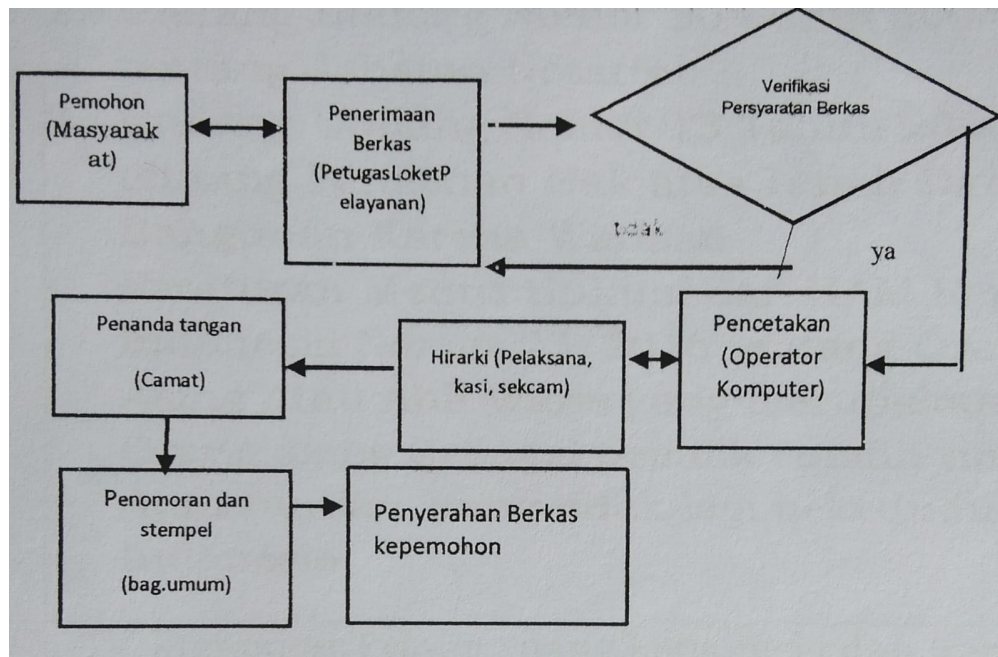 Pemohon
(Masyarak
at)
Penerimaan
Berkas
(PetugasLoketP
elayanan)
Verifikasi
Persyaratan Berkas
tidak
ya
Pencetakan
(Operator
Komputer)
Hirarki (Pelaksana,
kasi, sekcam)
Penanda tangan
(Camat)
Penomoran dan
stempel
(bag.umum)
Penyerahan Berkas
kepemohon